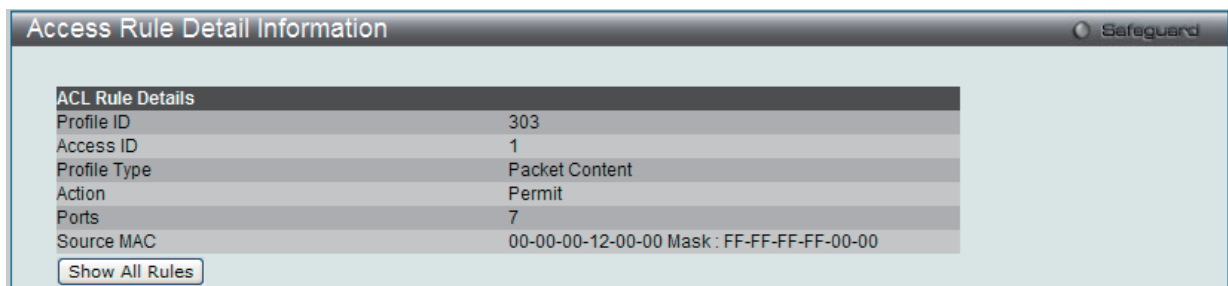 Access Rule Detail Information Safeguard
ACL Rule Details
Profile ID 303
Access ID 1
Profile Type Packet Content
Action Permit
Ports 7
Source MAC 00-00-00-12-00-00 Mask : FF-FF-FF-FF-00-00
Show All Rules